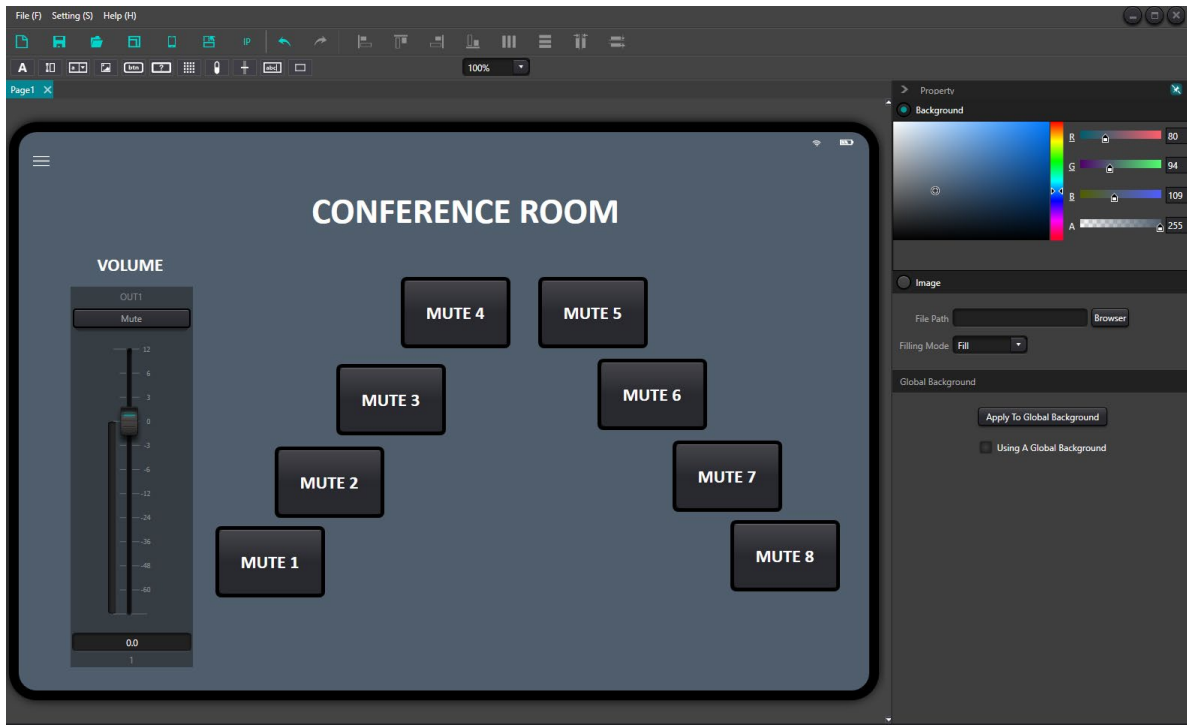 File (F) Setting (S) Help (H)
IP
A a btn ? abc 100%
Page1
Property
Background
R 80
G 94
B 109
A 255
Image
File Path Browser
Filling Mode Fill
Global Background
Apply To Global Background
Using A Global Background
CONFERENCE ROOM
VOLUME
OUT1
Mute
12
6
3
0
-3
-6
-12
-24
-36
-48
-60
0.0
1
MUTE 4 MUTE 5
MUTE 3 MUTE 6
MUTE 2 MUTE 7
MUTE 1 MUTE 8